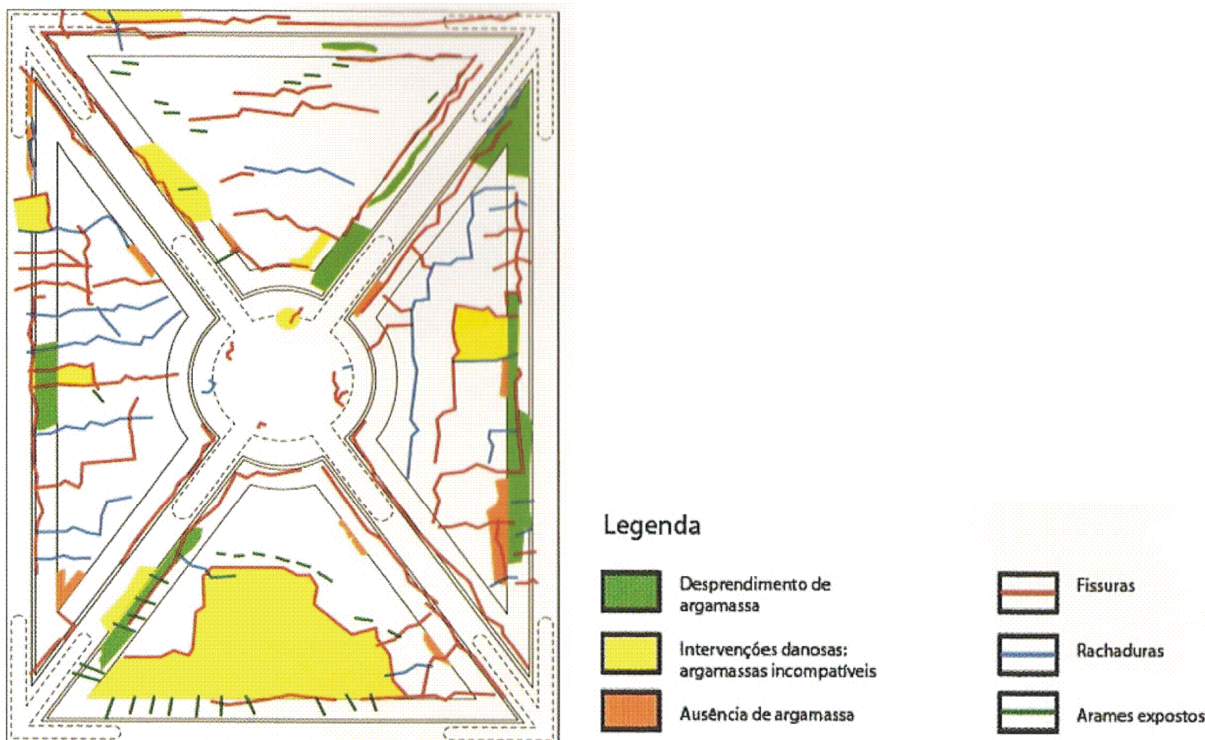 Legenda
Desprendimento de
argamassa
Intervenções danosas:
argamassas incompatíveis
Ausência de argamassa
Fissuras
Rachaduras
Arames expostos